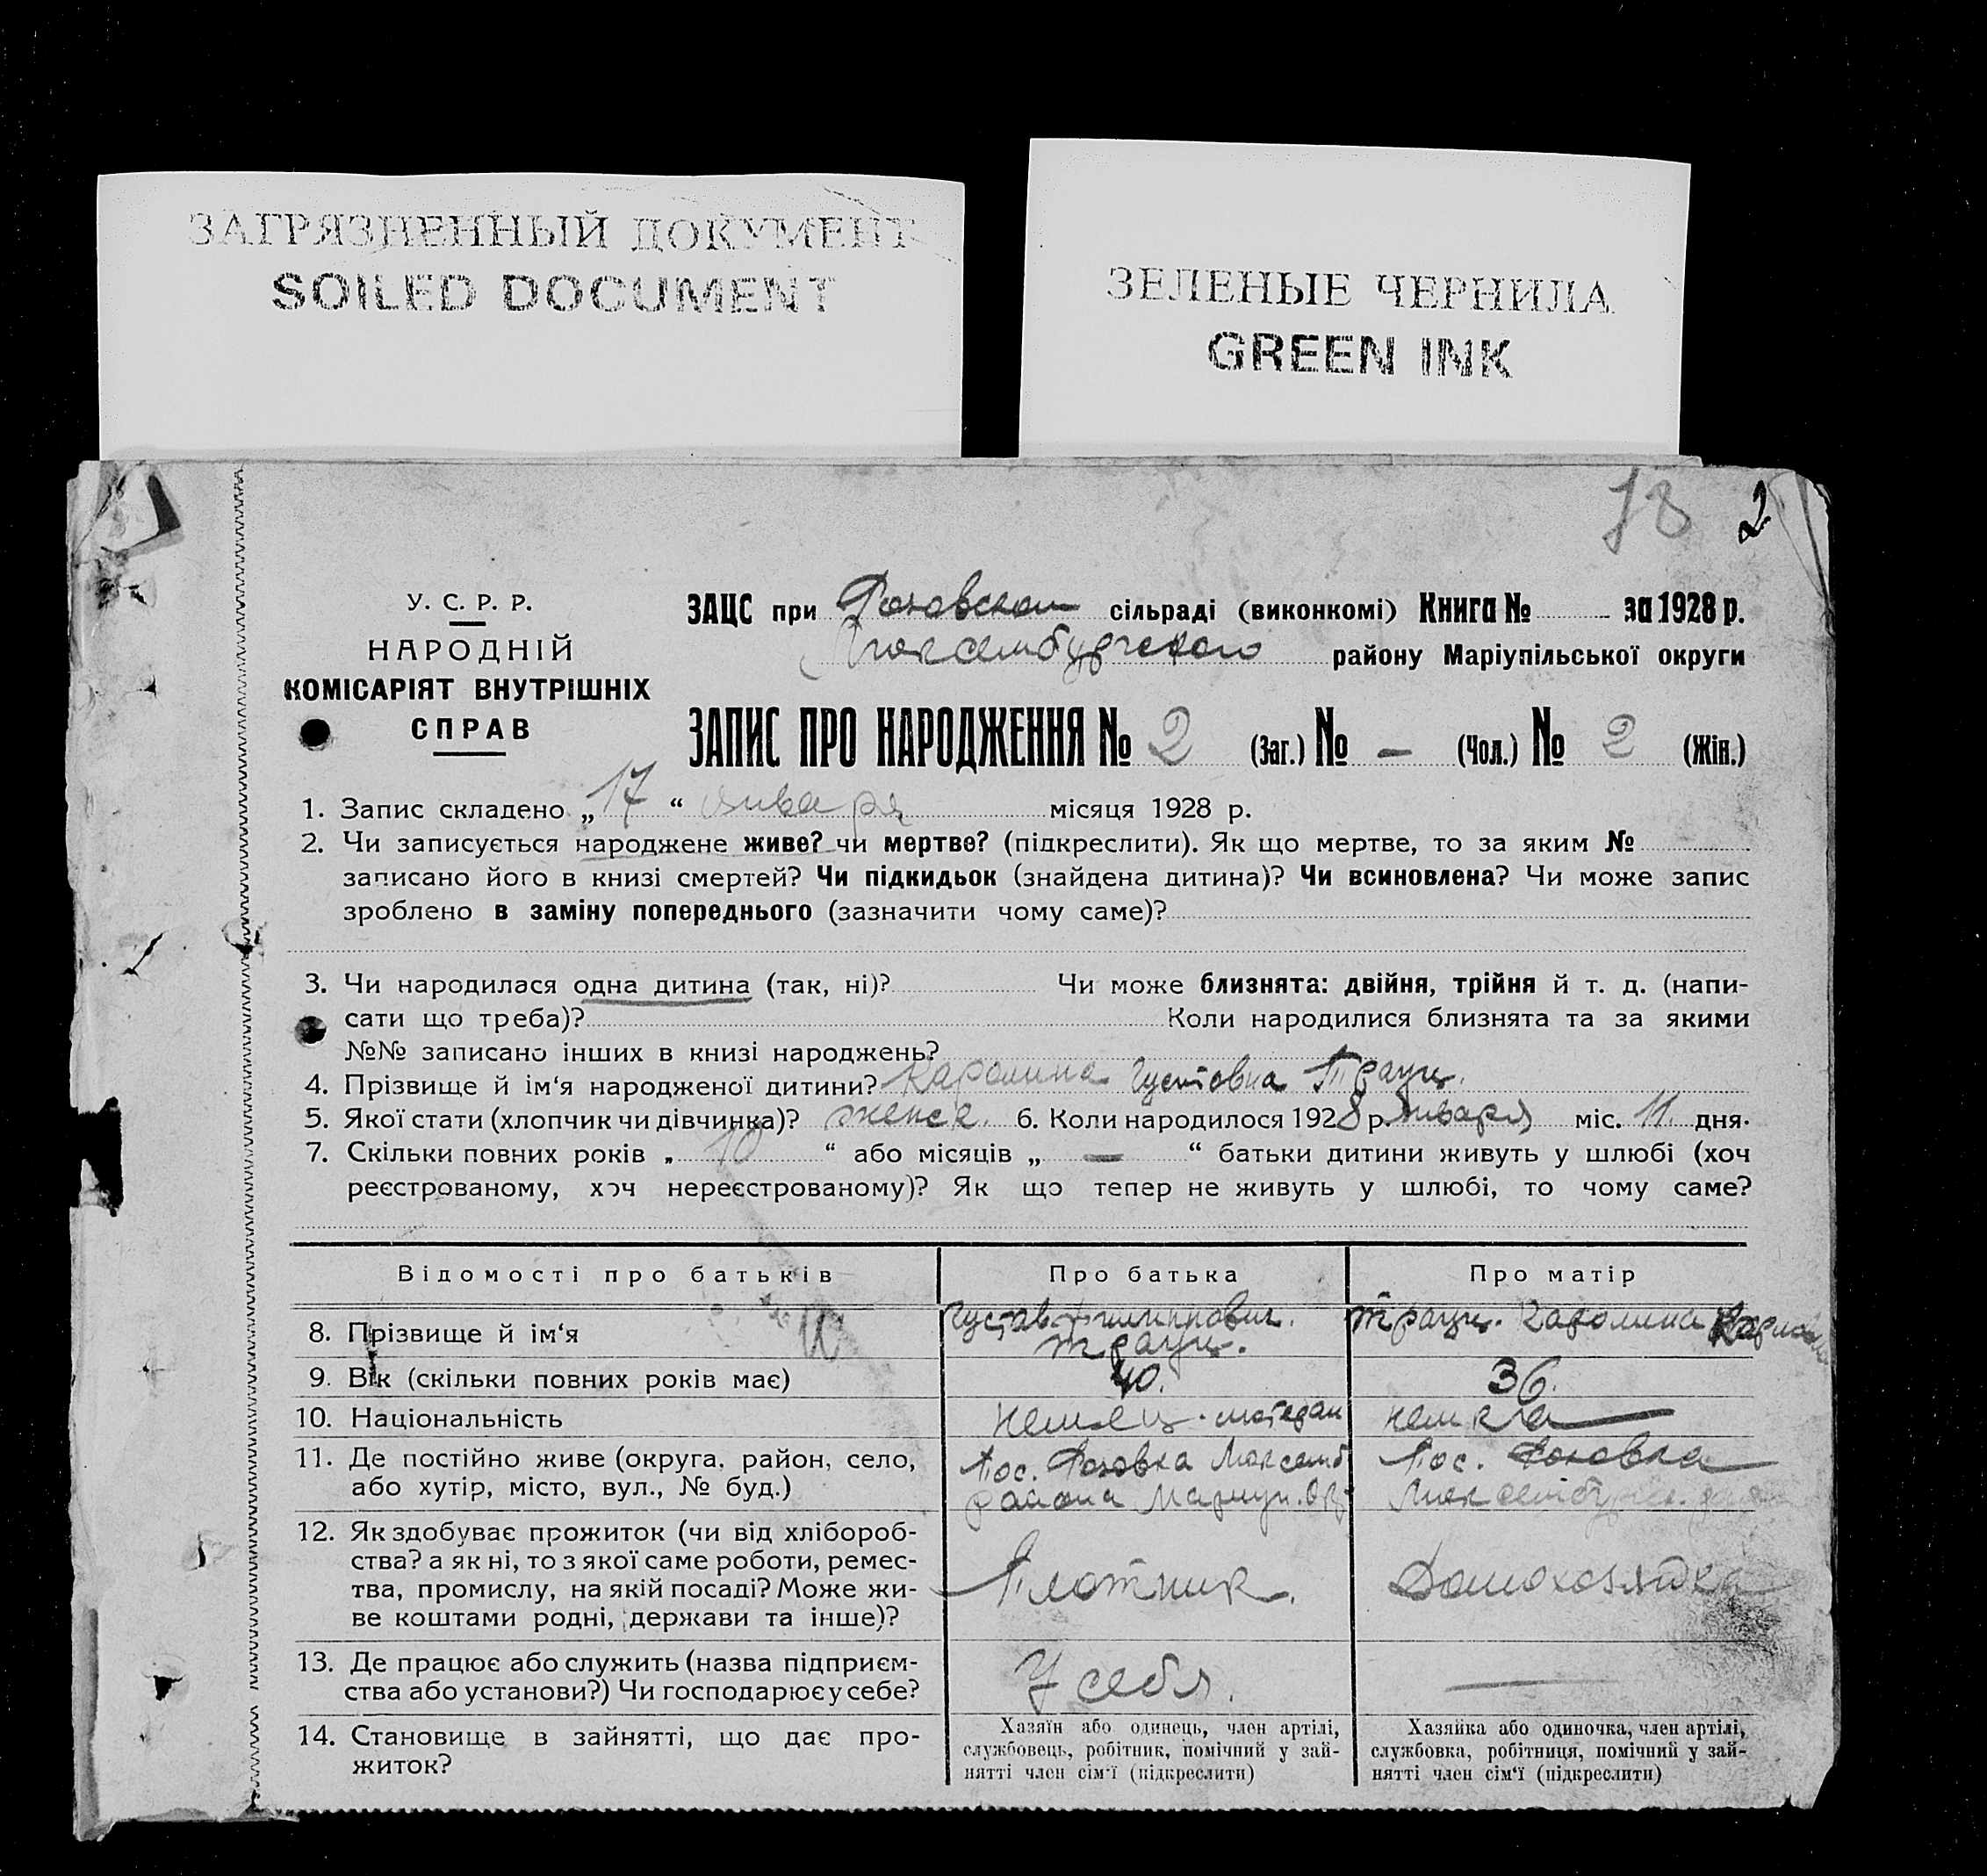 ЗАГРЯЗНЕННЫЙ ДОКУМЕНТ
SOILED DOCUMENT
ЗЕЛЕНЫЕ ЧЕРНИЛА
GREEN INK
18 2
У. С. Р. Р.
НАРОДНІЙ
КОМІСАРІЯТ ВНУТРІШНІХ
СПРАВ
ЗАЦС при Розовском сільраді (виконкомі) Книга № за 1928 р.
Люксембургского району Маріупільської округи
ЗАПИС ПРО НАРОДЖЕННЯ № 2 (Заг.) № — (Чол.) № 2 (Жін.)
1. Запис складено „ 17 “ января місяця 1928 р.
2. Чи записується народжене живе? чи мертве? (підкреслити). Як що мертве, то за яким №
записано його в книзі смертей? Чи підкидьок (знайдена дитина)? Чи всиновлена? Чи може запис
зроблено в заміну попереднього (зазначити чому саме)?
3. Чи народилася одна дитина (так, ні)? Чи може близнята: двійня, трійня й т. д. (напи-
сати що треба)? Коли народилися близнята та за якими
№№ записано інших в книзі народжень?
4. Прізвище й ім‘я народженої дитини? Каролина Густовна Трауц.
5. Якої стати (хлопчик чи дівчинка)? женск. 6. Коли народилося 1928 р. Января міс. 11. дня.
7. Скільки повних років „ 10 “ або місяців „ — “ батьки дитини живуть у шлюбі (хоч
реєстрованому, хоч нереєстрованому)? Як що тепер не живуть у шлюбі, то чому саме?
Відомості про батьків Про батька Про матір
8. Прізвище й ім‘я Густав Филиппович. Трауц. Трауц. Каролина
9. Вік (скільки повних років має) 40. 36.
10. Національність Немец. немка
11. Де постійно живе (округа, район, село, Пос. Розовка Люксемб Пос. Розовка
або хутір, місто, вул., № буд.) района Мариуп. Окр
12. Як здобуває прожиток (чи від хлібороб-
ства? а як ні, то з якої саме роботи, ремес-
тва, промислу, на якій посаді? Може жи- Плотник. Домохозяйка
ве коштами родні, держави та інше)?
13. Де працює або служить (назва підприєм- У себя. —
ства або установи?) Чи господарює у себе?
14. Становище в зайнятті, що дає про-
житок?
Хазяїн або одинець, член артілі,
службовець, робітник, помічний у зай-
нятті член сім‘ї (підкреслити)
Хазяйка або одиночка, член артілі,
службовка, робітниця, помічний у зай-
нятті член сім‘ї (підкреслити)